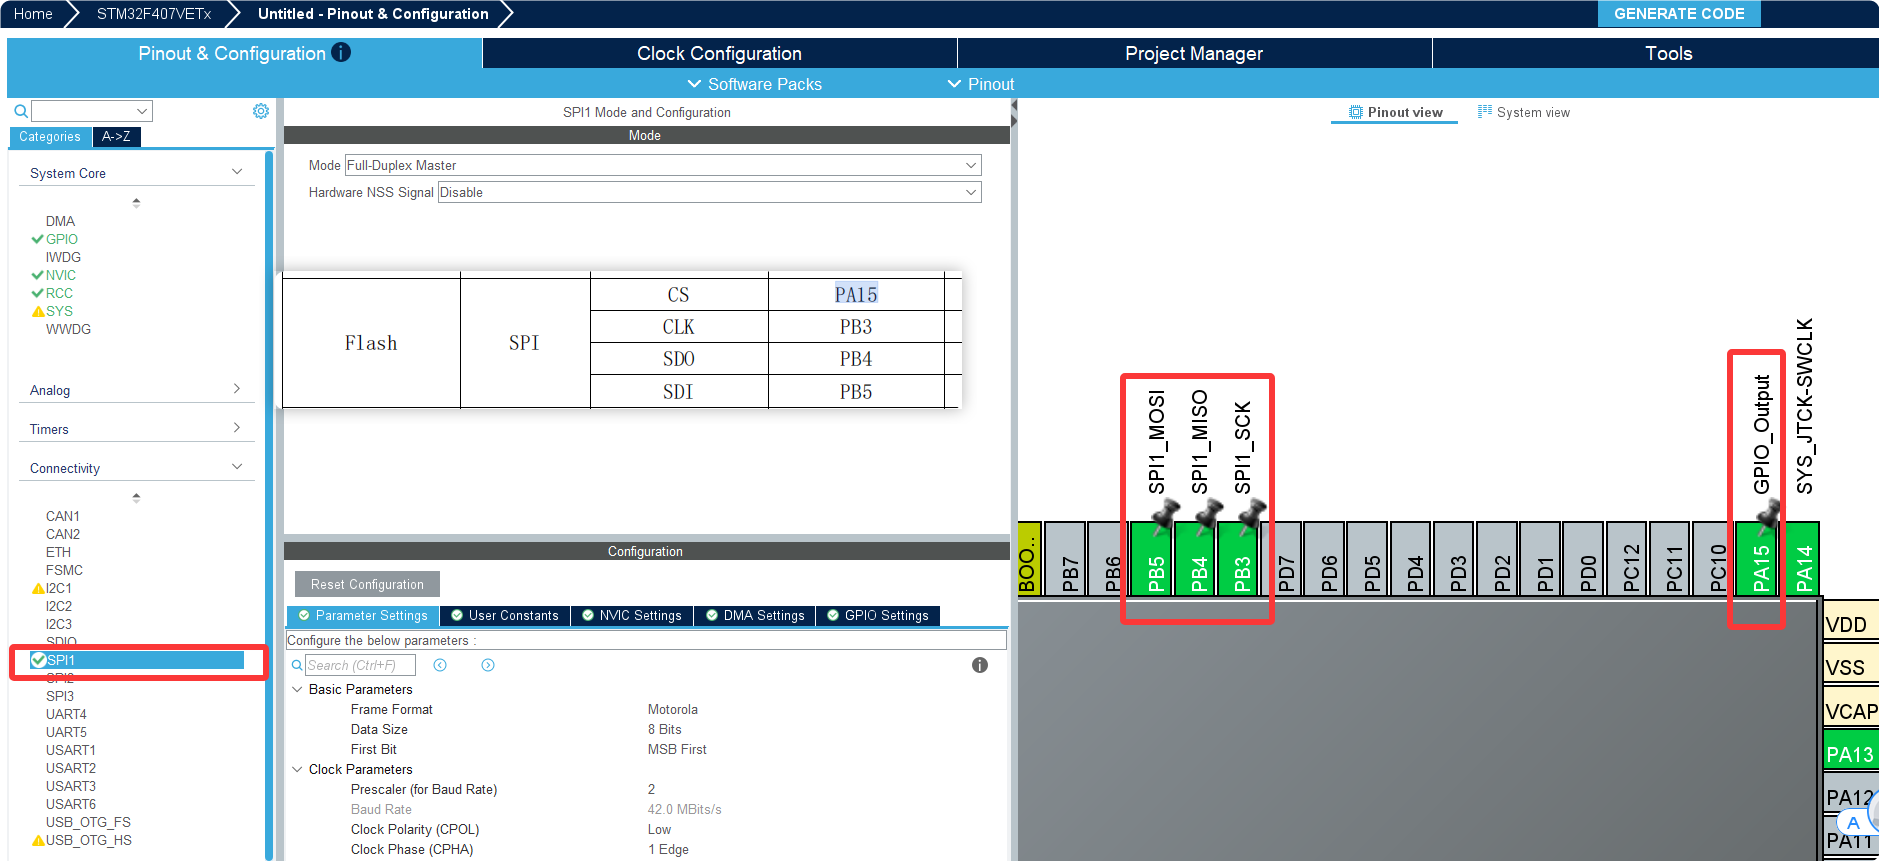 Home
STM32F407VETx
Untitled - Pinout & Configuration
GENERATE CODE
Pinout & Configuration
Clock Configuration
Project Manager
Tools
Software Packs
Pinout
Categories
A->Z
System Core
DMA
GPIO
IWDG
NVIC
RCC
SYS
WWDG
Analog
Timers
Connectivity
CAN1
CAN2
ETH
FSMC
I2C1
I2C2
I2C3
SDIO
SPI1
SPI2
SPI3
UART4
UART5
USART1
USART2
USART3
USART6
USB_OTG_FS
USB_OTG_HS
SPI1 Mode and Configuration
Mode
Mode Full-Duplex Master
Hardware NSS Signal Disable
Flash SPI
CS PA15
CLK PB3
SDO PB4
SDI PB5
Configuration
Reset Configuration
Parameter Settings
User Constants
NVIC Settings
DMA Settings
GPIO Settings
Configure the below parameters :
Search (Ctrl+F)
Basic Parameters
Frame Format Motorola
Data Size 8 Bits
First Bit MSB First
Clock Parameters
Prescaler (for Baud Rate) 2
Baud Rate 42.0 MBits/s
Clock Polarity (CPOL) Low
Clock Phase (CPHA) 1 Edge
Pinout view
System view
SPI1_MOSI
SPI1_MISO
SPI1_SCK
GPIO_Output
SYS_JTCK-SWCLK
BOO..
PB7
PB6
PB5
PB4
PB3
PD7
PD6
PD5
PD4
PD3
PD2
PD1
PD0
PC12
PC11
PC10
PA15
PA14
VDD
VSS
VCAP
PA13
PA12
A
PA11